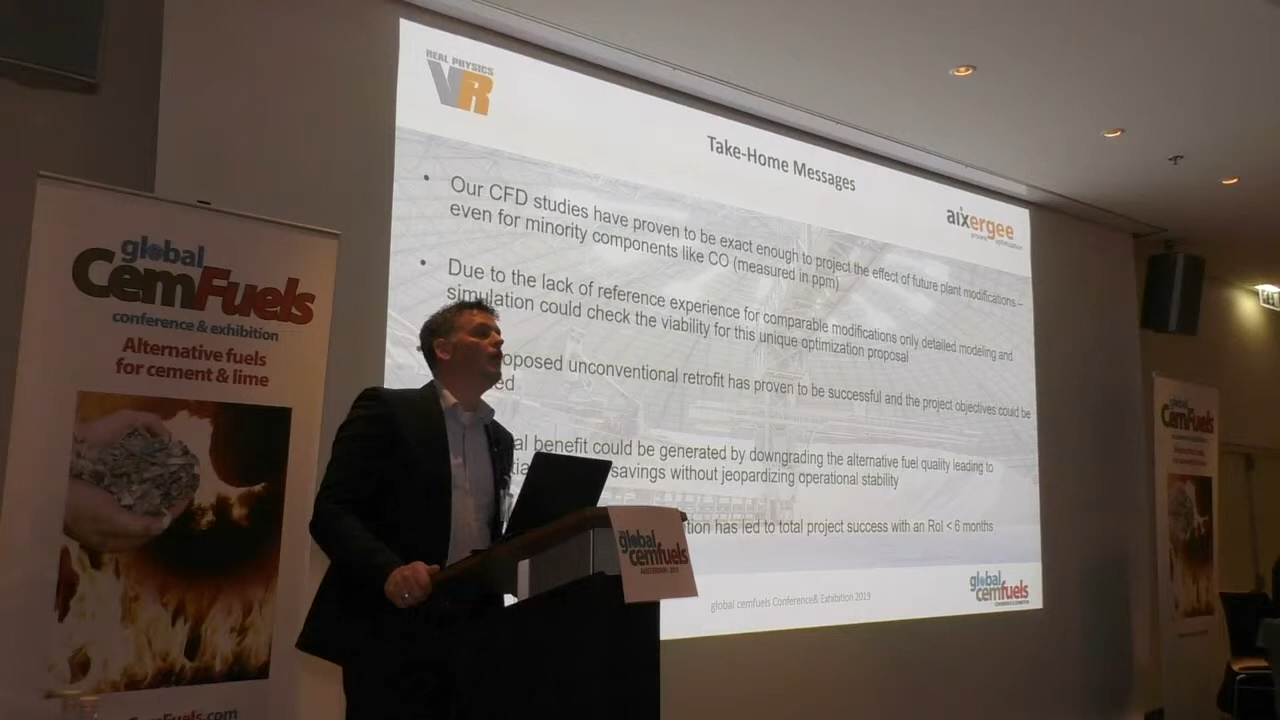 REAL PHYSICS
VR
Take-Home Messages
aixergee
process optimization
• Our CFD studies have proven to be exact enough to project the effect of future plant modifications –
even for minority components like CO (measured in ppm)
• Due to the lack of reference experience for comparable modifications only detailed modeling and
simulation could check the viability for this unique optimization proposal
oposed unconventional retrofit has proven to be successful and the project objectives could be
ed
al benefit could be generated by downgrading the alternative fuel quality leading to
savings without jeopardizing operational stability
tion has led to total project success with an RoI < 6 months
global cemfuels Conference& Exhibition 2019
global
cemfuels
CONFERENCE & EXHIBITION
global
CemFuels
conference & exhibition
Alternative fuels
for cement & lime
CemFuels.com
global
cemfuels
AMSTERDAM - 2019
CemFuels